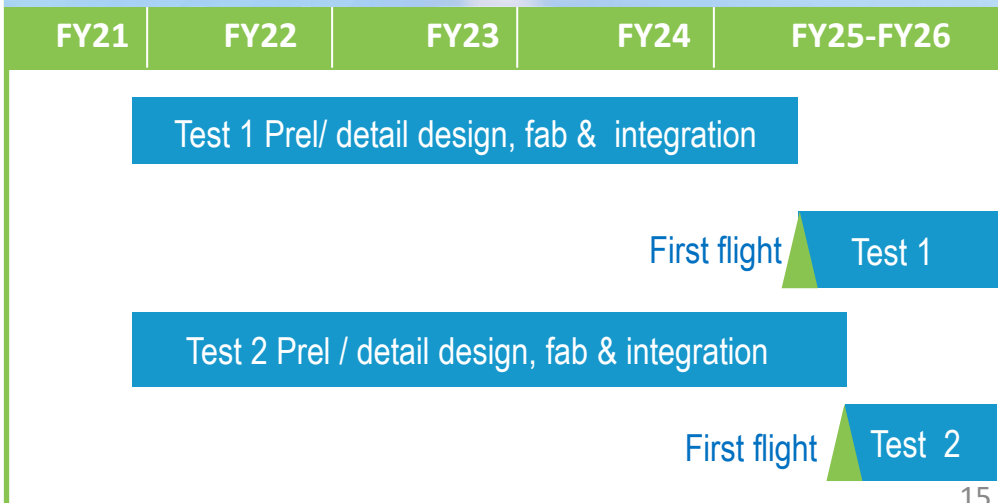 FY21 FY22 FY23 FY24 FY25-FY26
Test 1 Prel/ detail design, fab & integration
First flight Test 1
Test 2 Prel / detail design, fab & integration
First flight Test 2
15